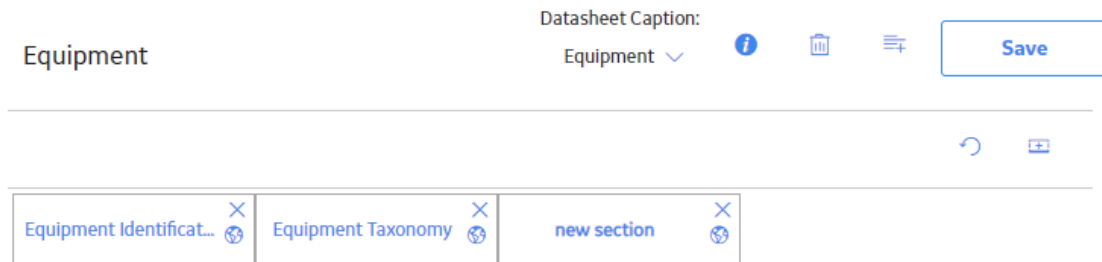 Datasheet Caption:
Equipment
Equipment
Save
Equipment Identificat...
Equipment Taxonomy
new section